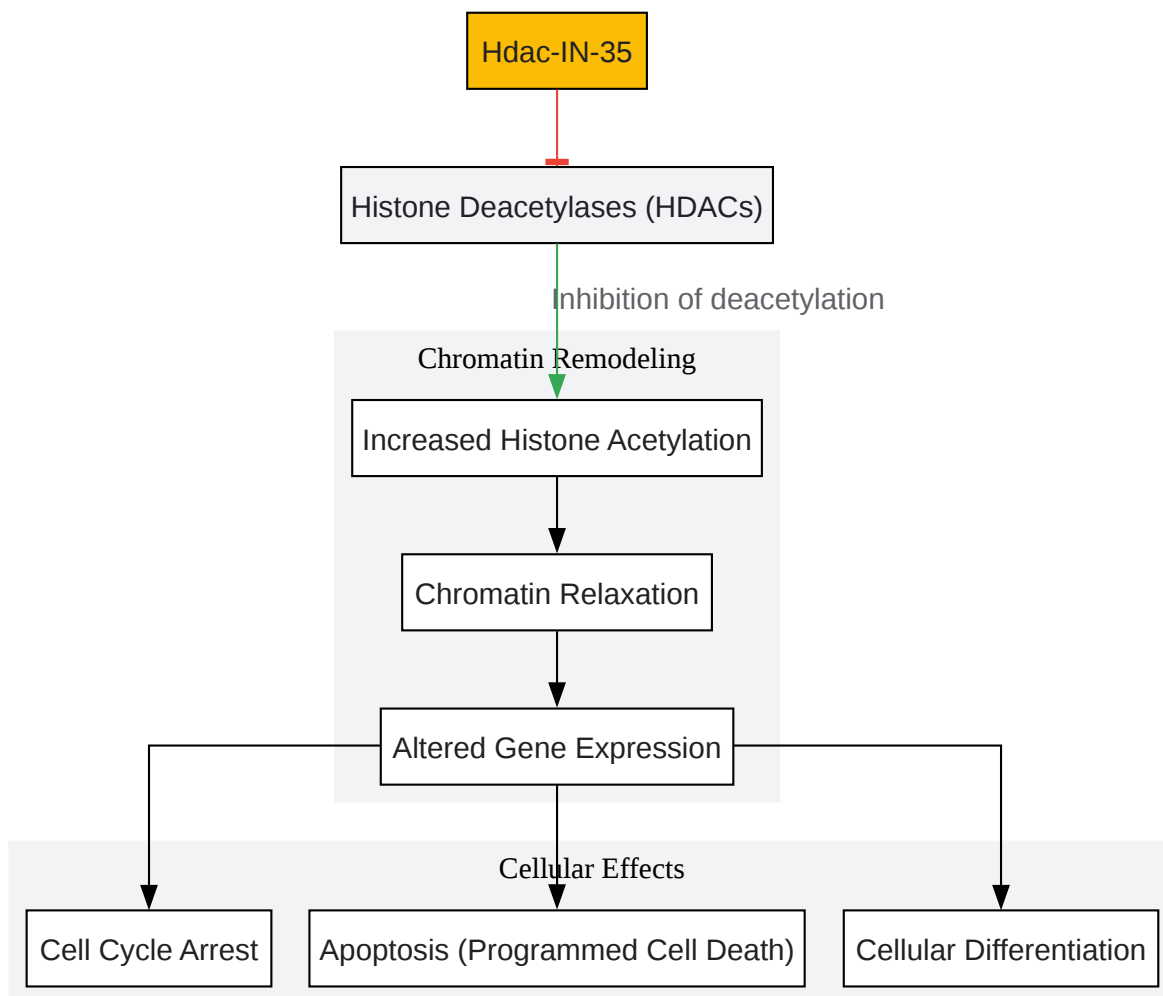 Hdac-IN-35
Histone Deacetylases (HDACs)
Inhibition of deacetylation
Chromatin Remodeling
Increased Histone Acetylation
Chromatin Relaxation
Altered Gene Expression
Cellular Effects
Cell Cycle Arrest
Apoptosis (Programmed Cell Death)
Cellular Differentiation